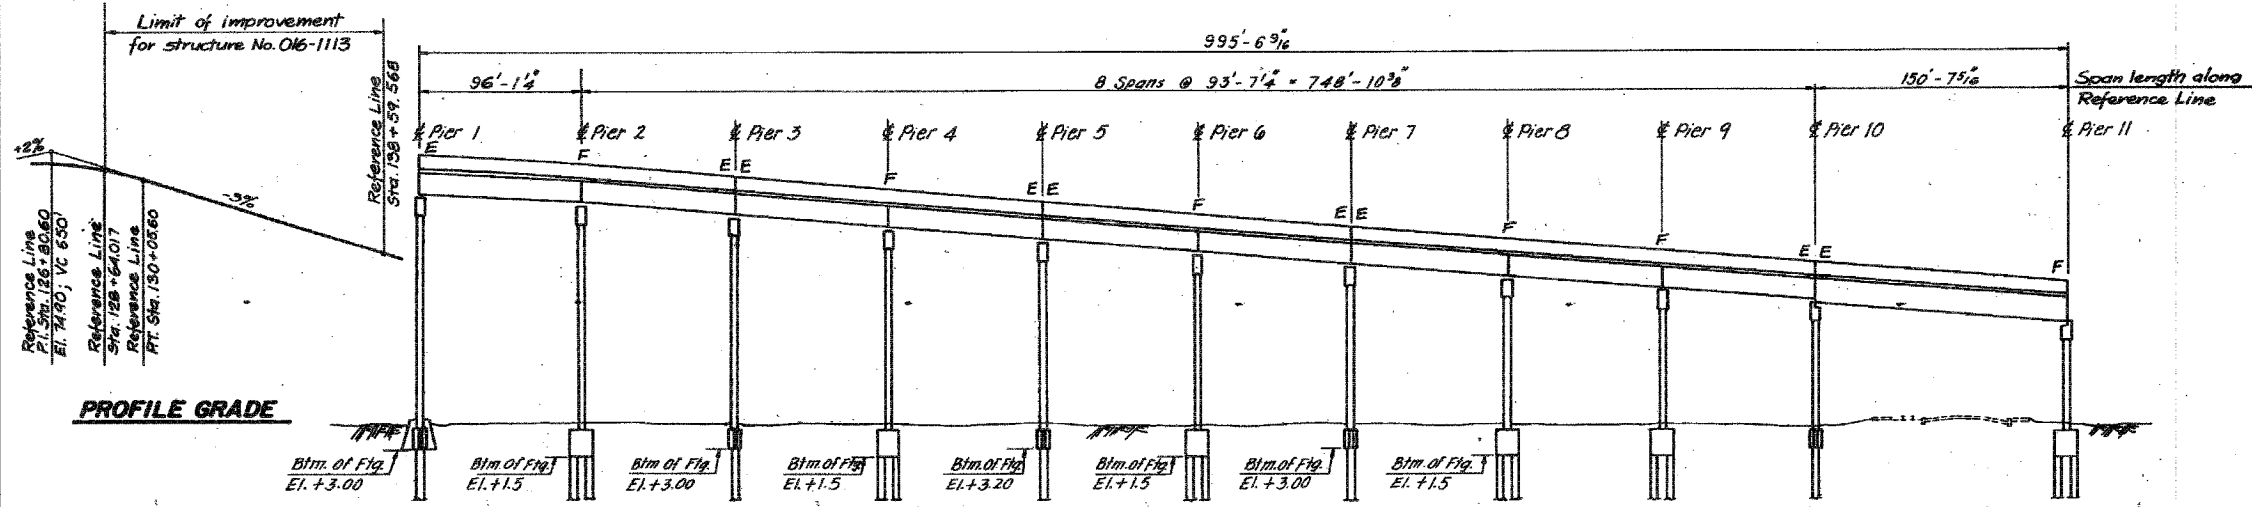 Limit of improvement
for structure No. 016-1113
Reference Line
Sta. 138+59.568
995'-6 9/16"
96'-1 1/4"
8 Spans @ 93'-7 1/4" = 748'-10 3/8"
150'-7 5/16"
Span length along
Reference Line
℄ Pier 1
℄ Pier 2
℄ Pier 3
℄ Pier 4
℄ Pier 5
℄ Pier 6
℄ Pier 7
℄ Pier 8
℄ Pier 9
℄ Pier 10
℄ Pier 11
+2%
-3%
E
F
E E
F
E E
F
E E
F
F
E E
F
Reference Line
P.I. Sta. 126+80.60
El. 74.90; VC 650'
Reference Line
Sta. 128+64.017
Reference Line
P.T. Sta. 130+05.60
PROFILE GRADE
Btm. of Ftg.
El. +3.00
Btm. of Ftg.
El. +1.5
Btm of Ftg.
El. +3.00
Btm. of Ftg.
El. +1.5
Btm. of Ftg.
El. +3.20
Btm. of Ftg.
El. +1.5
Btm. of Ftg.
El. +3.00
Btm. of Ftg.
El. +1.5